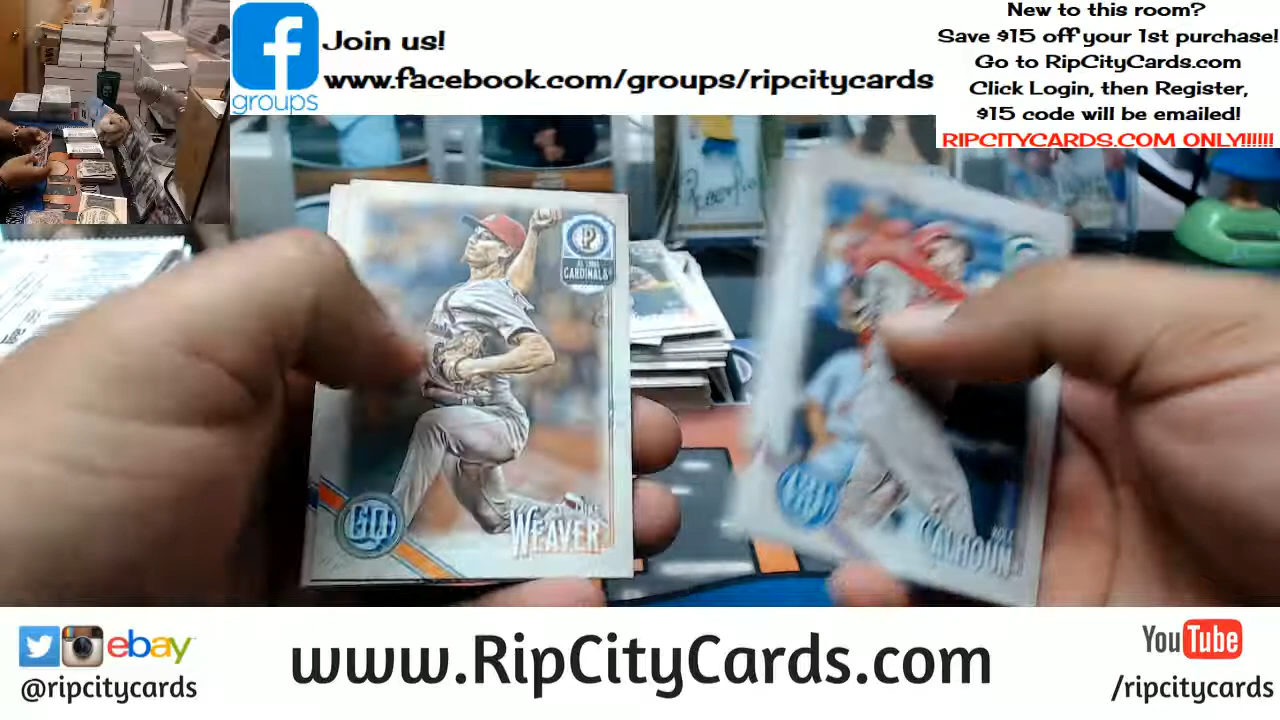 Join us!
www.facebook.com/groups/ripcitycards
groups
New to this room?
Save $15 off your 1st purchase!
Go to RipCityCards.com
Click Login, then Register,
$15 code will be emailed!
RIPCITYCARDS.COM ONLY!!!!!!
P
CARDINALS
GQ
LUKE
WEAVER
CALHOUN
ebay
@ripcitycards
www.RipCityCards.com
YouTube
/ripcitycards